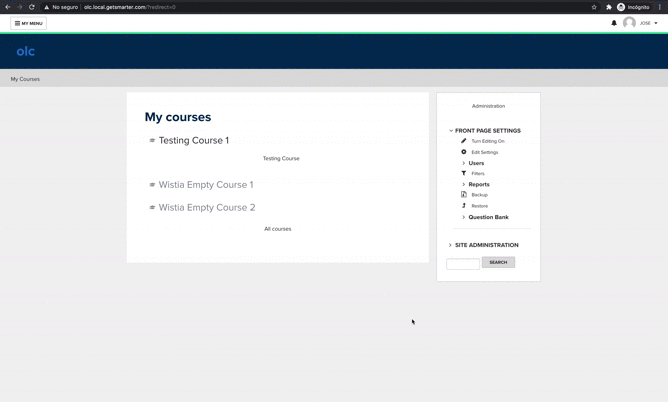 No seguro
olc.local.getsmarter.com/?redirect=0
Incógnito
MY MENU
JOSE
olc
My Courses
My courses
Testing Course 1
Testing Course
Wistia Empty Course 1
Wistia Empty Course 2
All courses
Administration
FRONT PAGE SETTINGS
Turn Editing On
Edit Settings
Users
Filters
Reports
Backup
Restore
Question Bank
SITE ADMINISTRATION
SEARCH